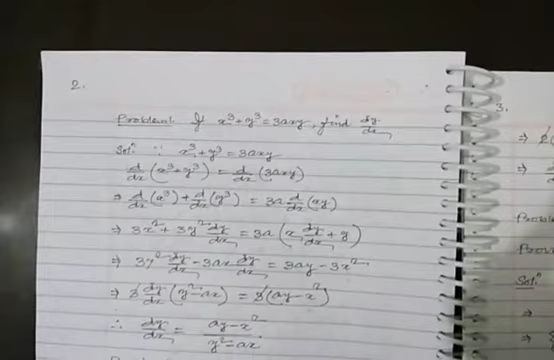 2.
Problem. If x³+y³=3axy, find dy/dx
Solⁿ ∵ x³+y³=3axy
d/dx(x³+y³) = d/dx(3axy)
⇒ d/dx(x³)+d/dx(y³) = 3a d/dx(xy)
⇒ 3x²+3y² dy/dx = 3a(x dy/dx+y)
⇒ 3y² dy/dx-3ax dy/dx = 3ay-3x²
⇒ 3 dy/dx(y²-ax) = 3(ay-x²)
∴ dy/dx = ay-x²/y²-ax
3.
⇒
⇒
Solⁿ
⇒